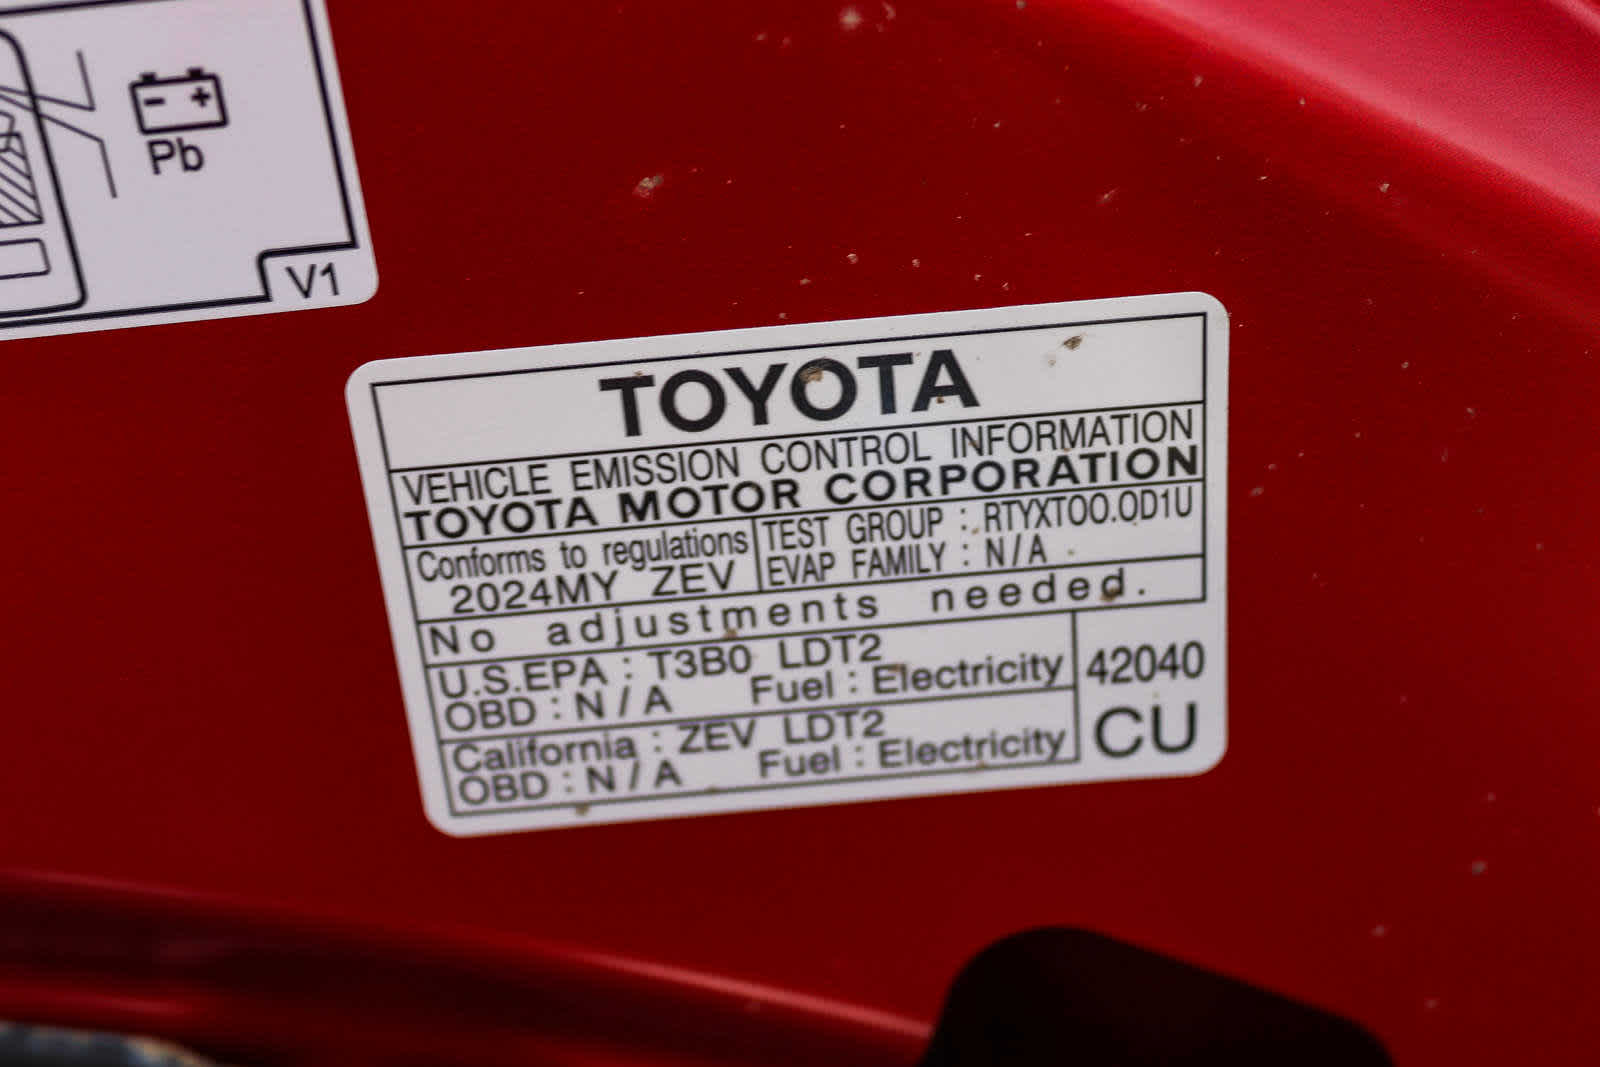 - +
Pb
V1
TOYOTA
VEHICLE EMISSION CONTROL INFORMATION
TOYOTA MOTOR CORPORATION
Conforms to regulations
2024MY ZEV
TEST GROUP : RTYXT00.0D1U
EVAP FAMILY : N/A
No adjustments needed.
U.S.EPA : T3B0 LDT2
OBD : N/A Fuel : Electricity
California : ZEV LDT2
OBD : N/A Fuel : Electricity
42040
CU